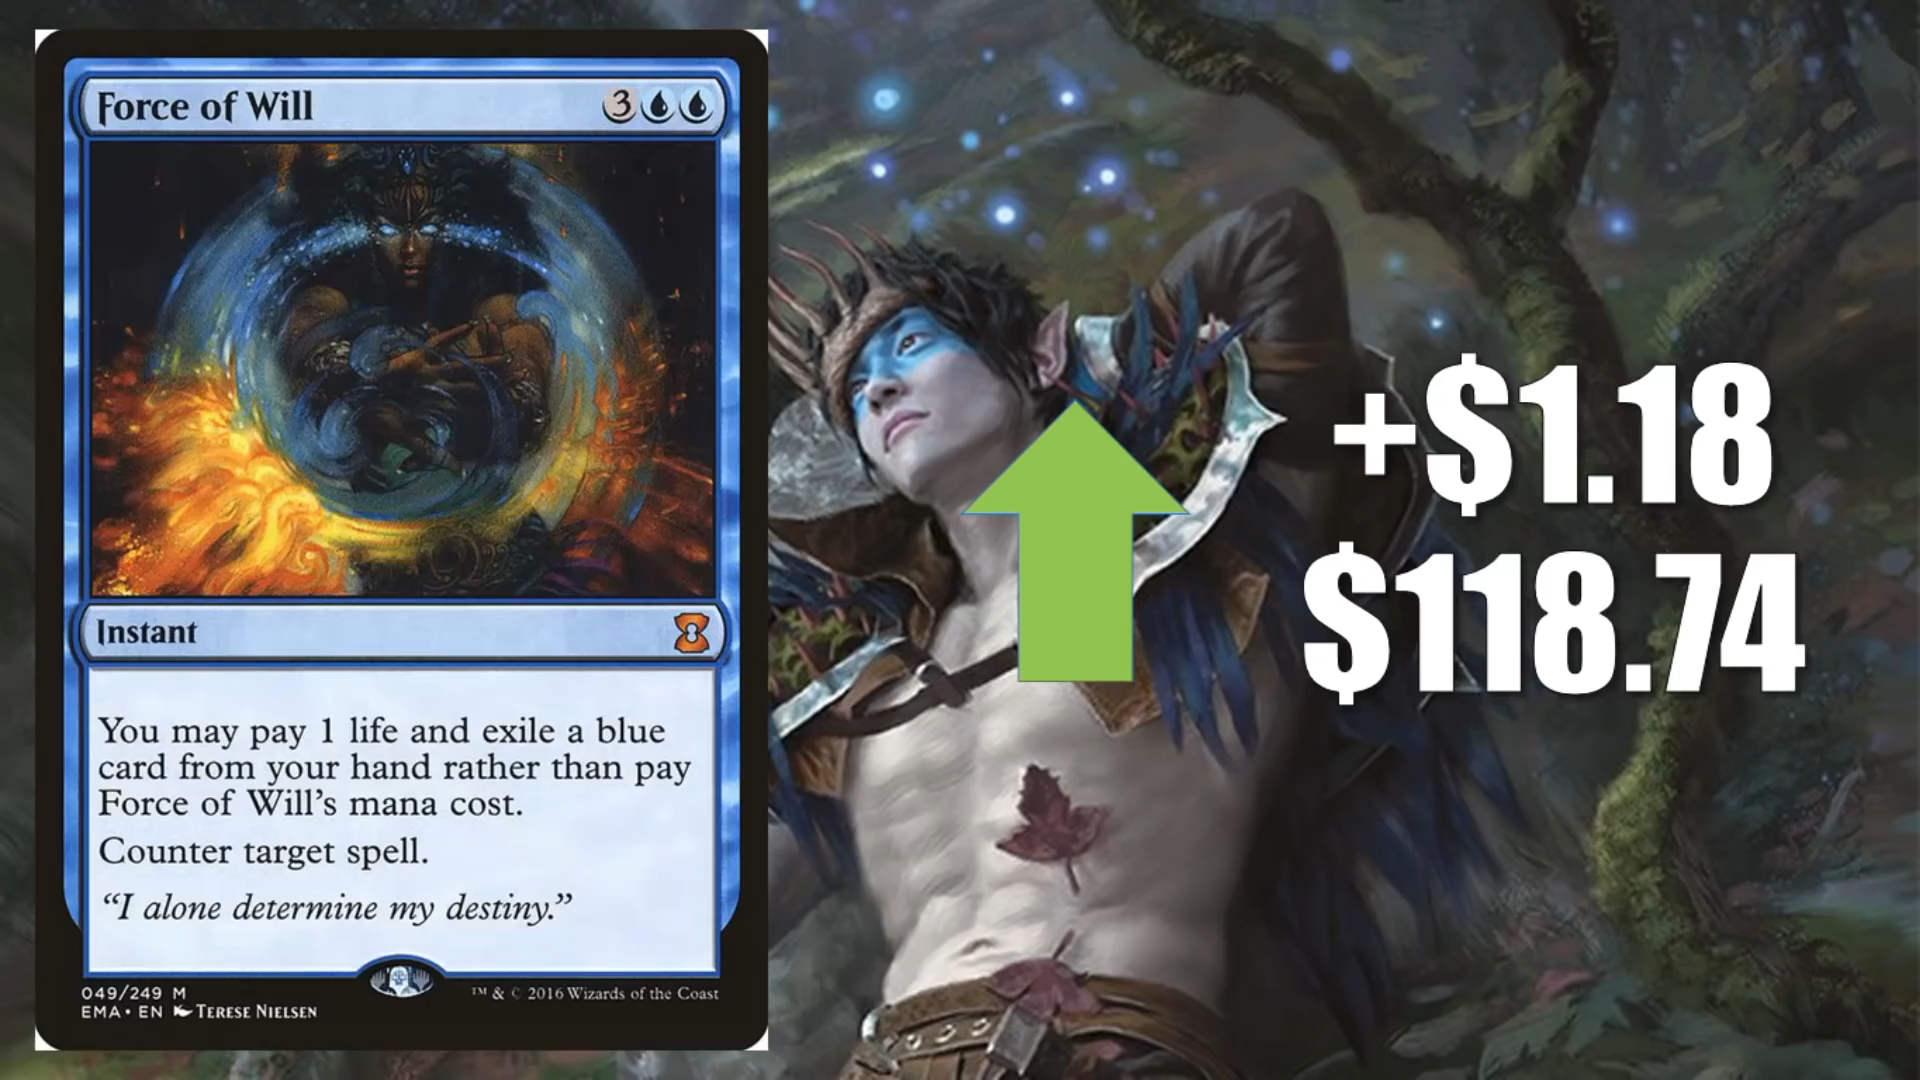 Force of Will
3
Instant
You may pay 1 life and exile a blue
card from your hand rather than pay
Force of Will's mana cost.
Counter target spell.
“I alone determine my destiny.”
049/249 M
EMA • EN TERESE NIELSEN
™ & © 2016 Wizards of the Coast
+$1.18
$118.74